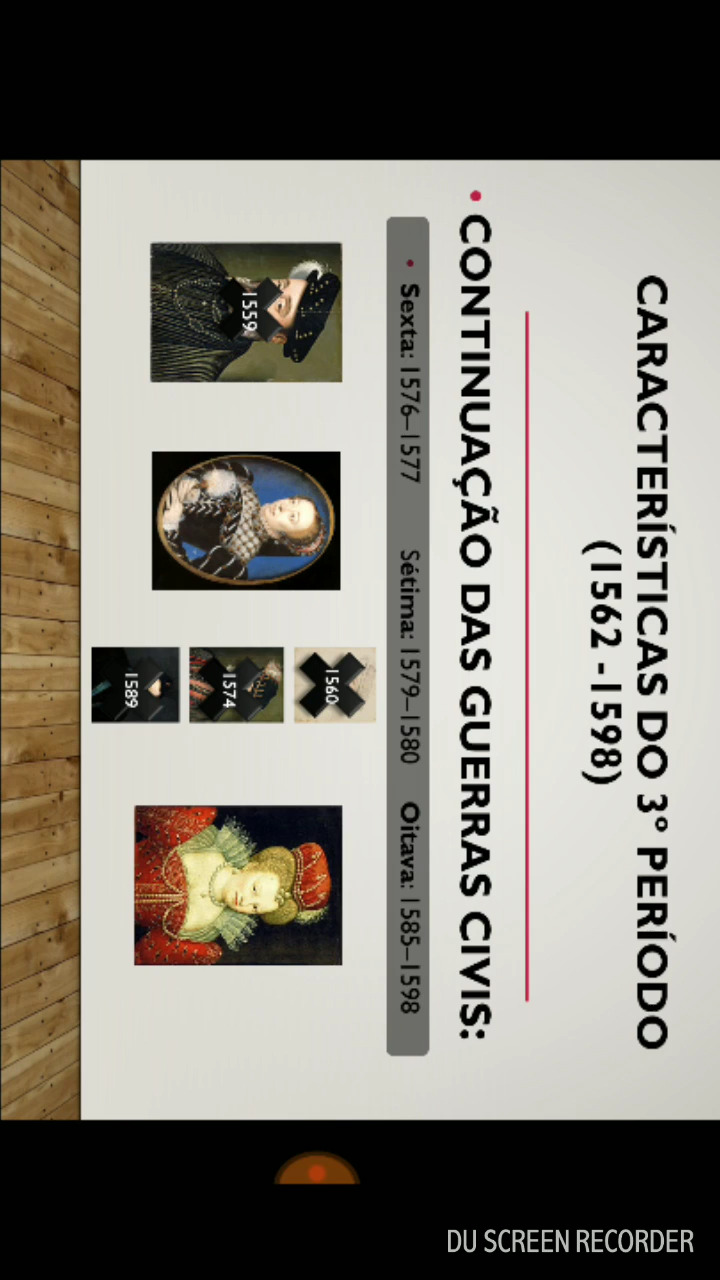 CARACTERÍSTICAS DO 3º PERÍODO
(1562 -1598)
• CONTINUAÇÃO DAS GUERRAS CIVIS:
• Sexta: 1576–1577 Sétima: 1579–1580 Oitava: 1585–1598
1559
1560
1574
1589
DU SCREEN RECORDER